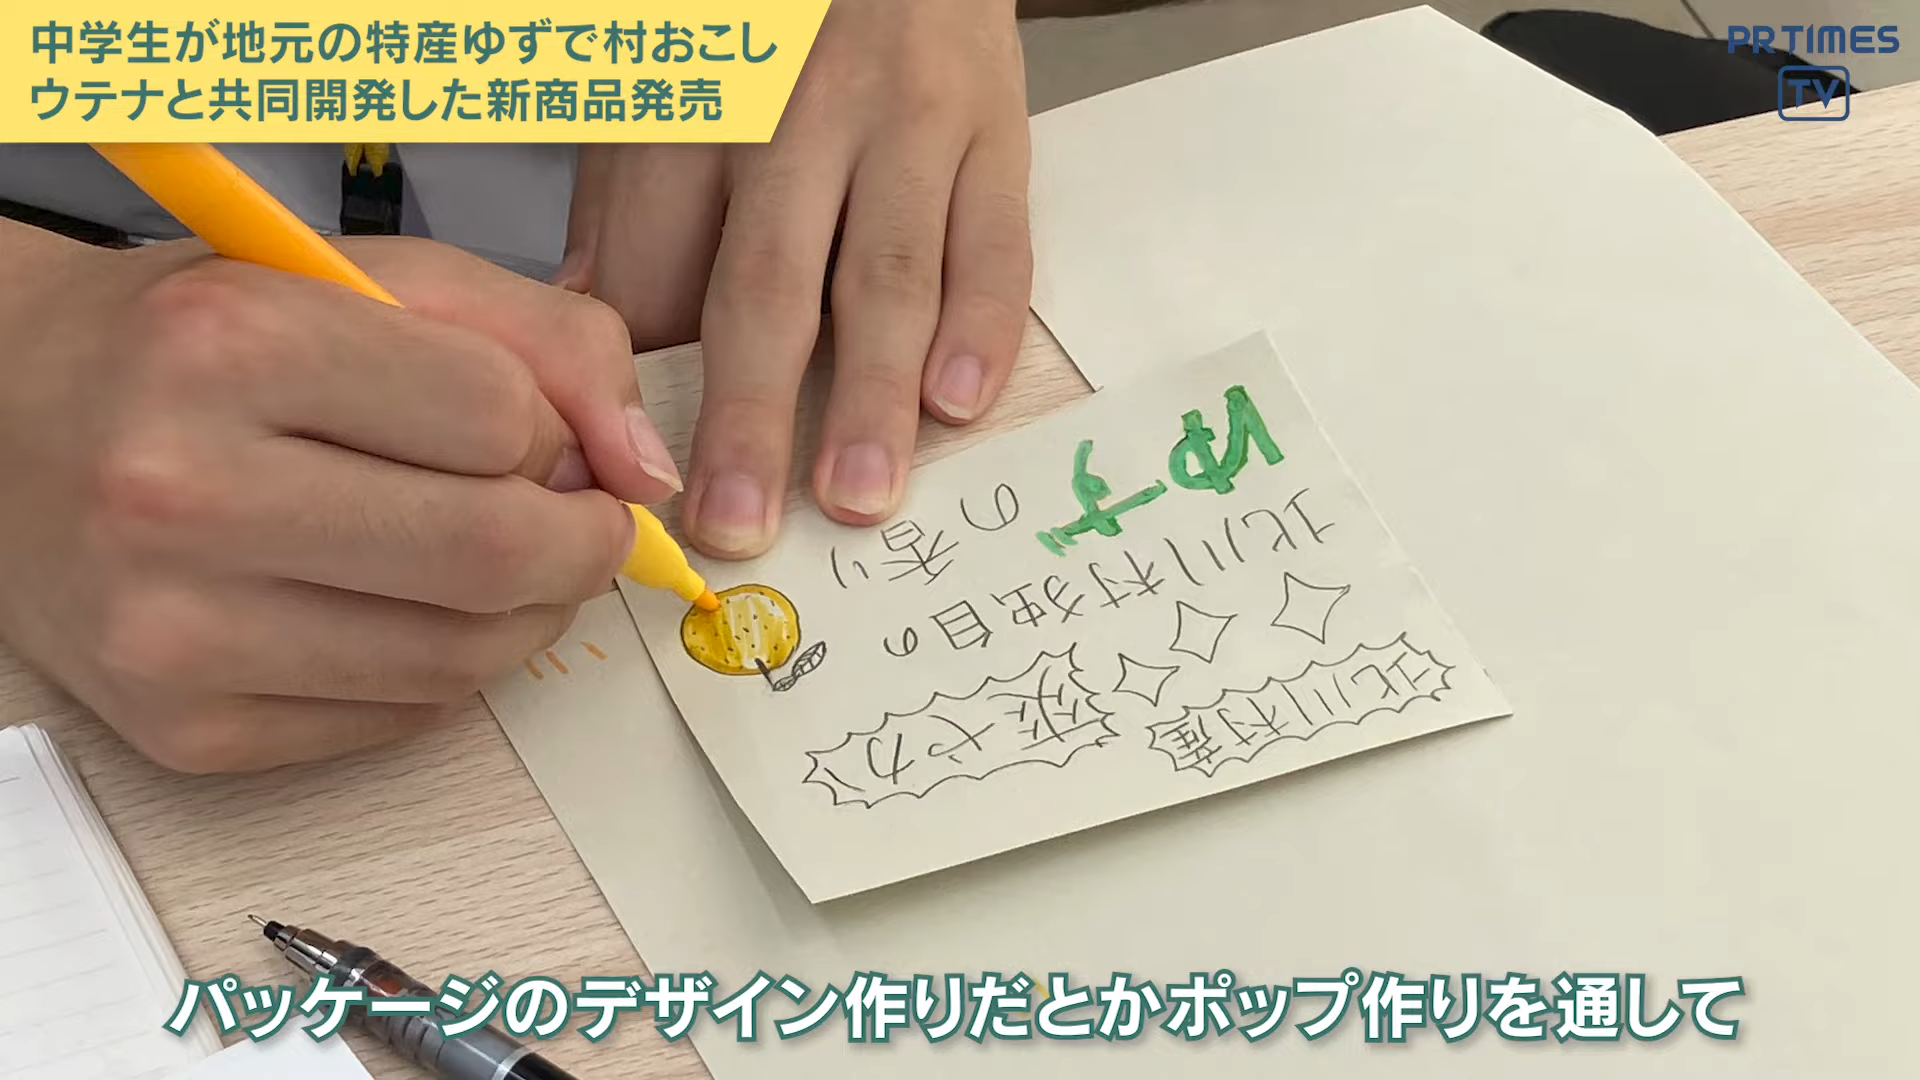 中学生が地元の特産ゆずで村おこし
ウテナと共同開発した新商品発売
PR TIMES
TV
ゆず
の香り
北川村独自の
爽やか
北川村産
パッケージのデザイン作りだとかポップ作りを通して